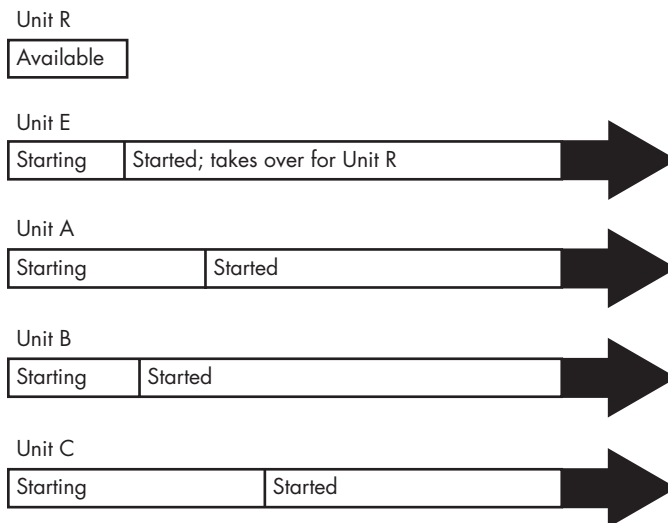 Unit R
Available
Unit E
Starting
Started; takes over for Unit R
Unit A
Starting
Started
Unit B
Starting
Started
Unit C
Starting
Started